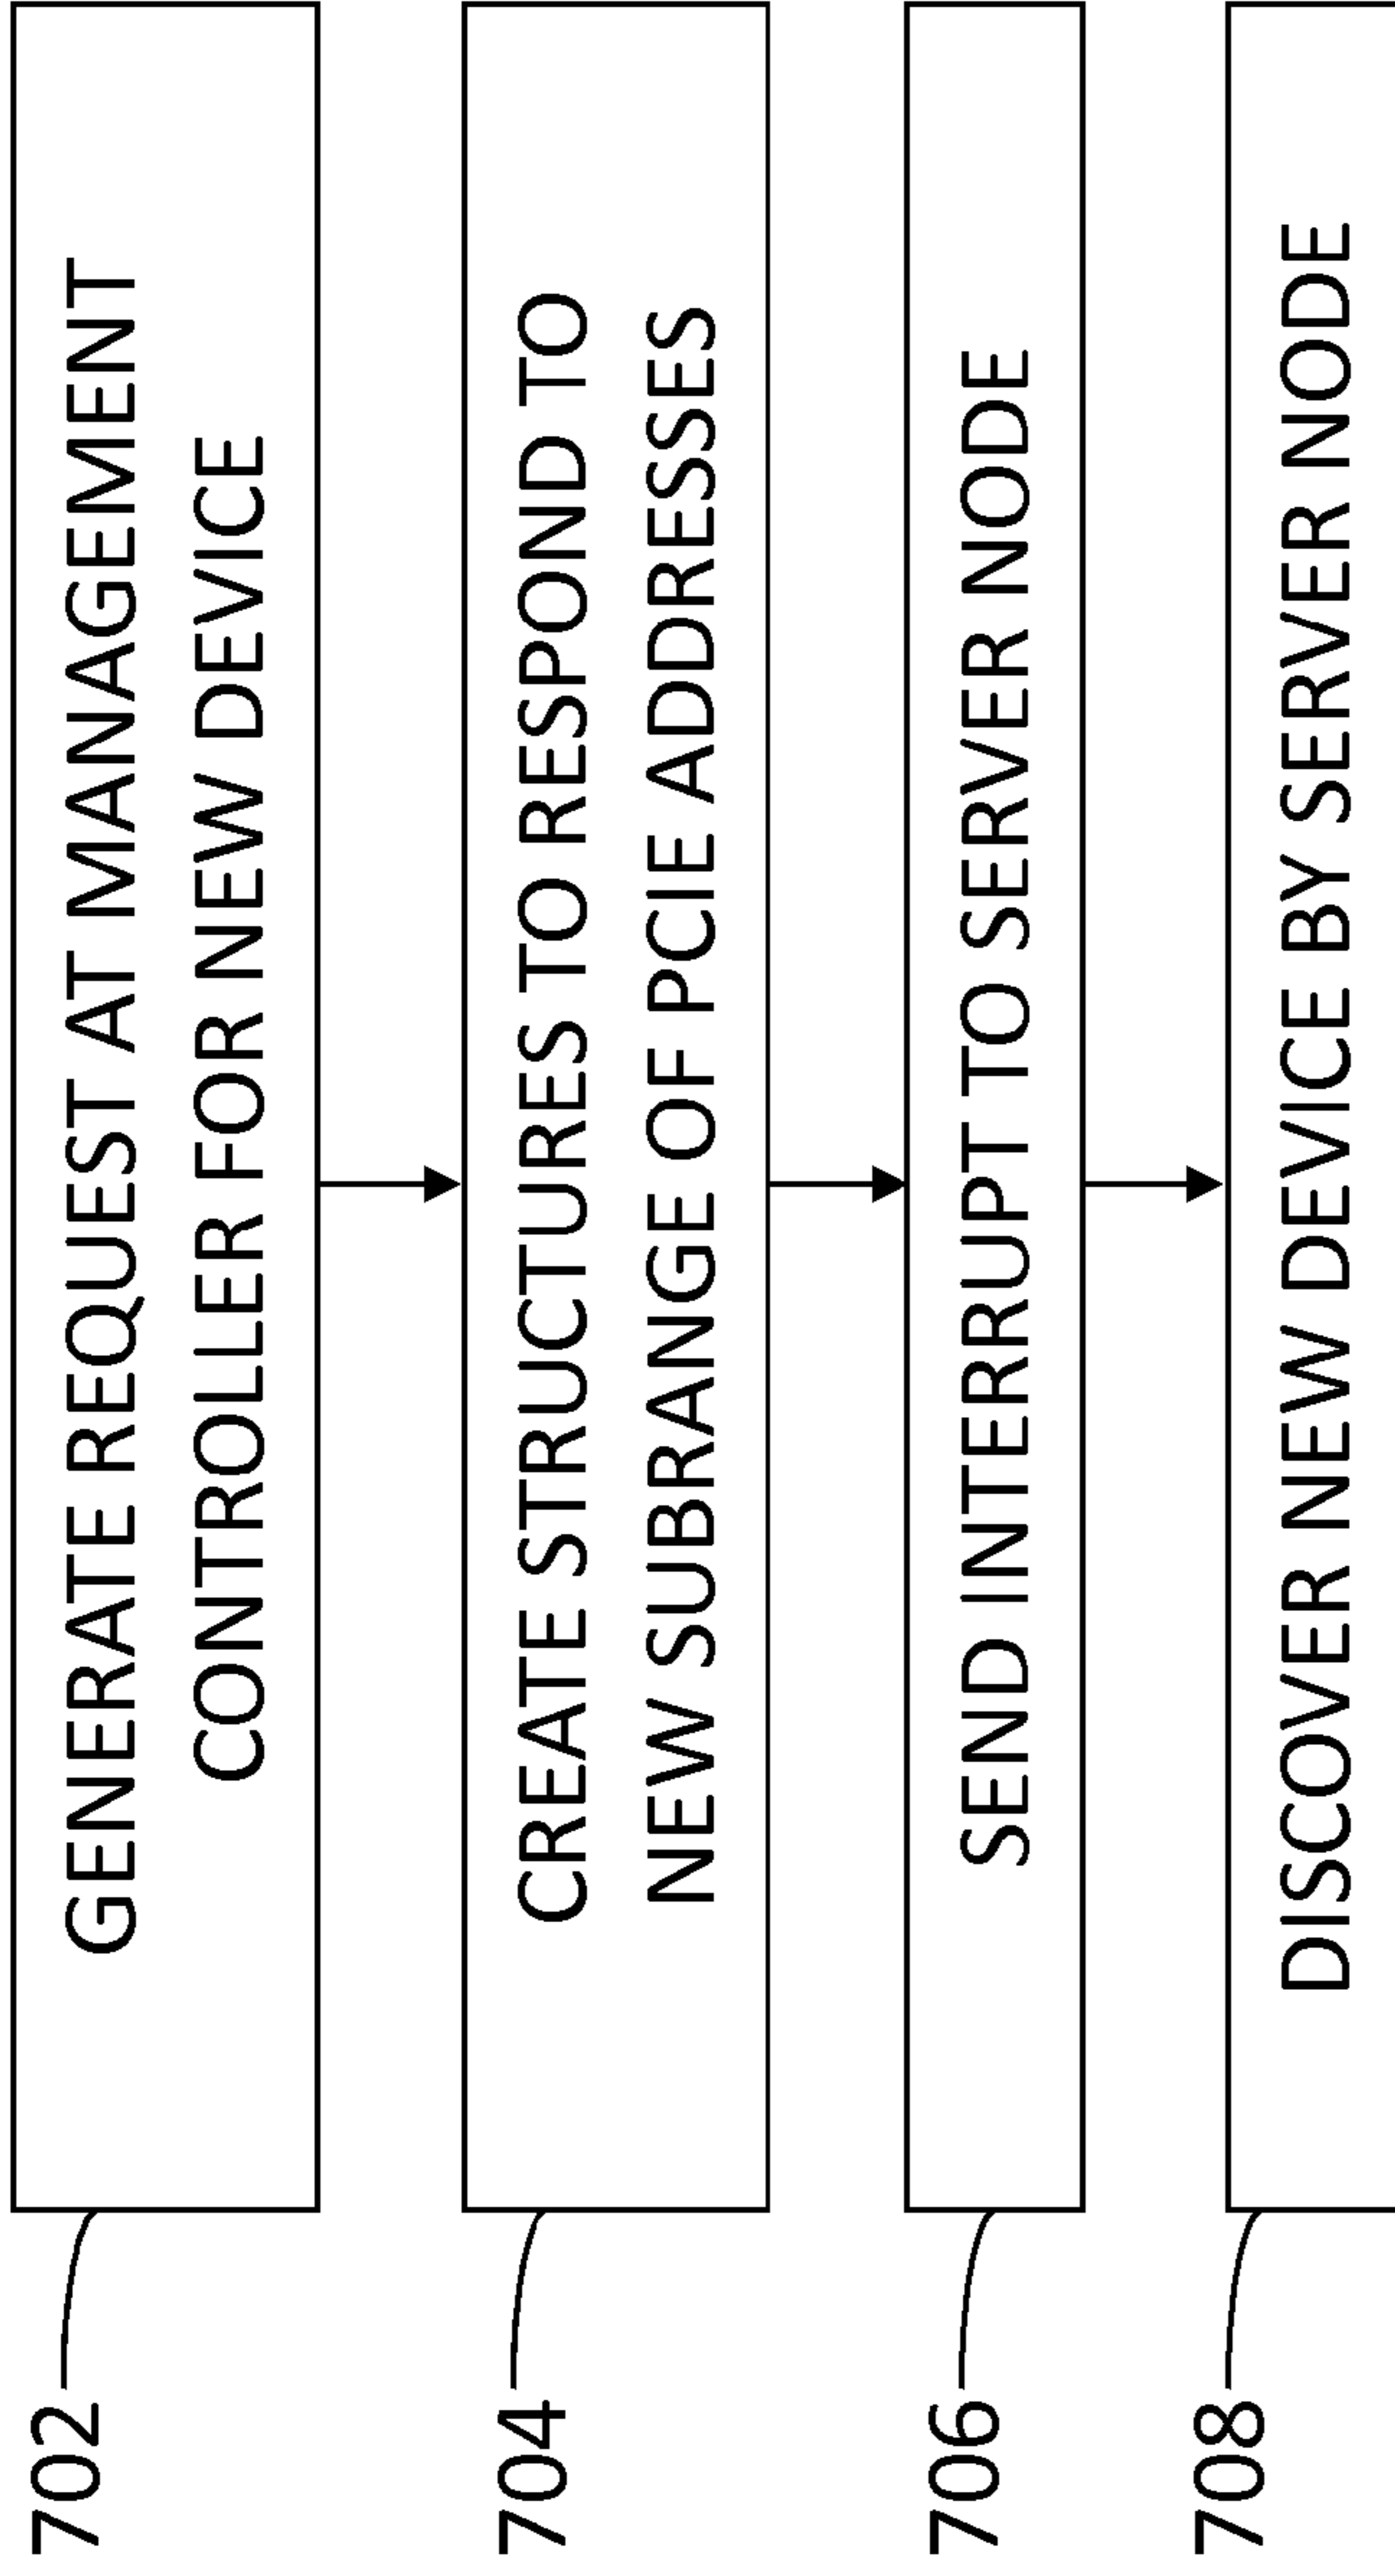 702
GENERATE REQUEST AT MANAGEMENT
CONTROLLER FOR NEW DEVICE
704
CREATE STRUCTURES TO RESPOND TO
NEW SUBRANGE OF PCIE ADDRESSES
706
SEND INTERRUPT TO SERVER NODE
708
DISCOVER NEW DEVICE BY SERVER NODE